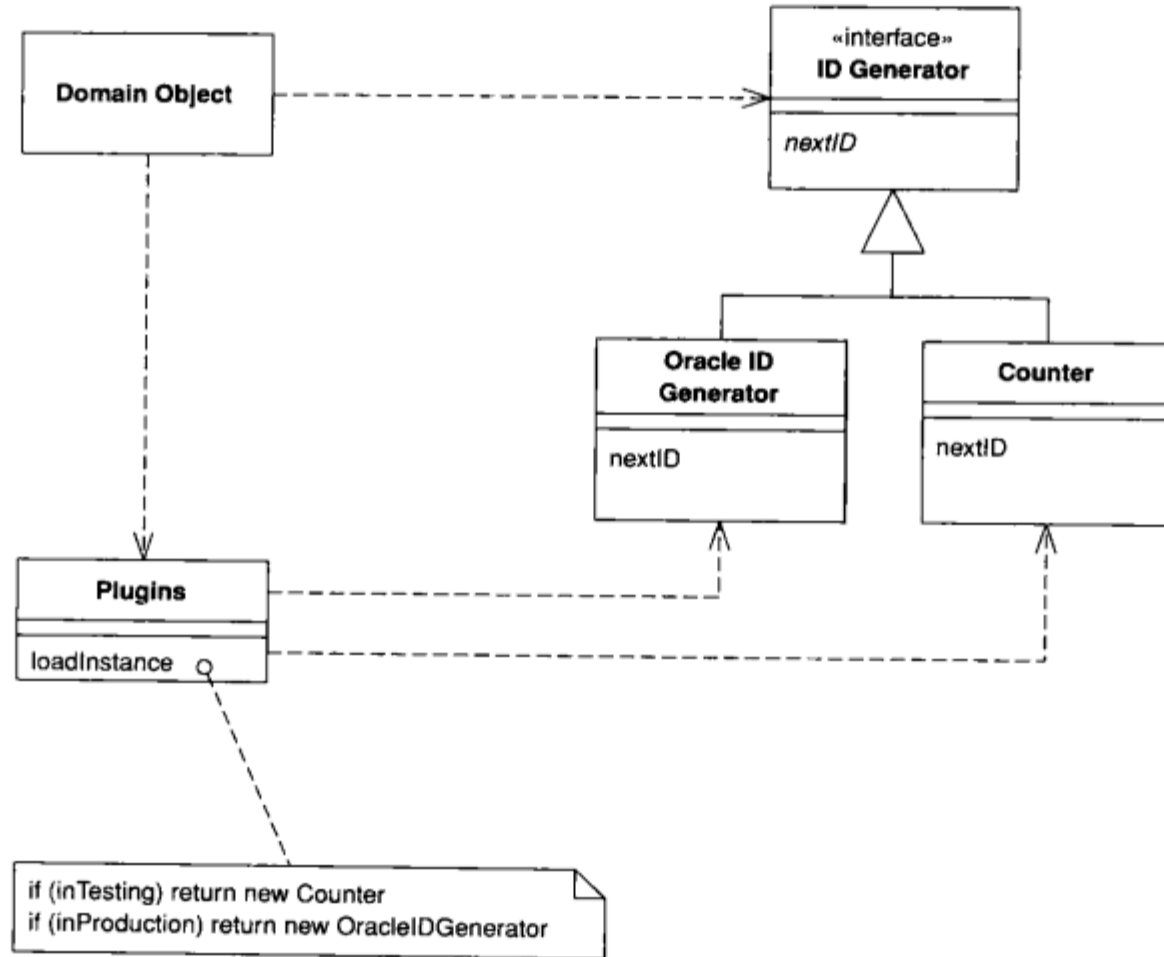 Domain Object
«interface»
ID Generator
nextID
Oracle ID
Generator
nextID
Counter
nextID
Plugins
loadInstance
if (inTesting) return new Counter
if (inProduction) return new OracleIDGenerator